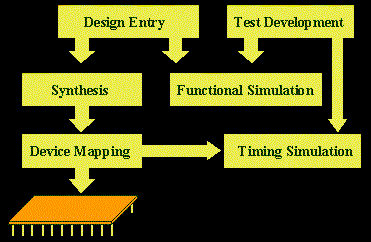 Design Entry
Test Development
Synthesis
Functional Simulation
Device Mapping
Timing Simulation